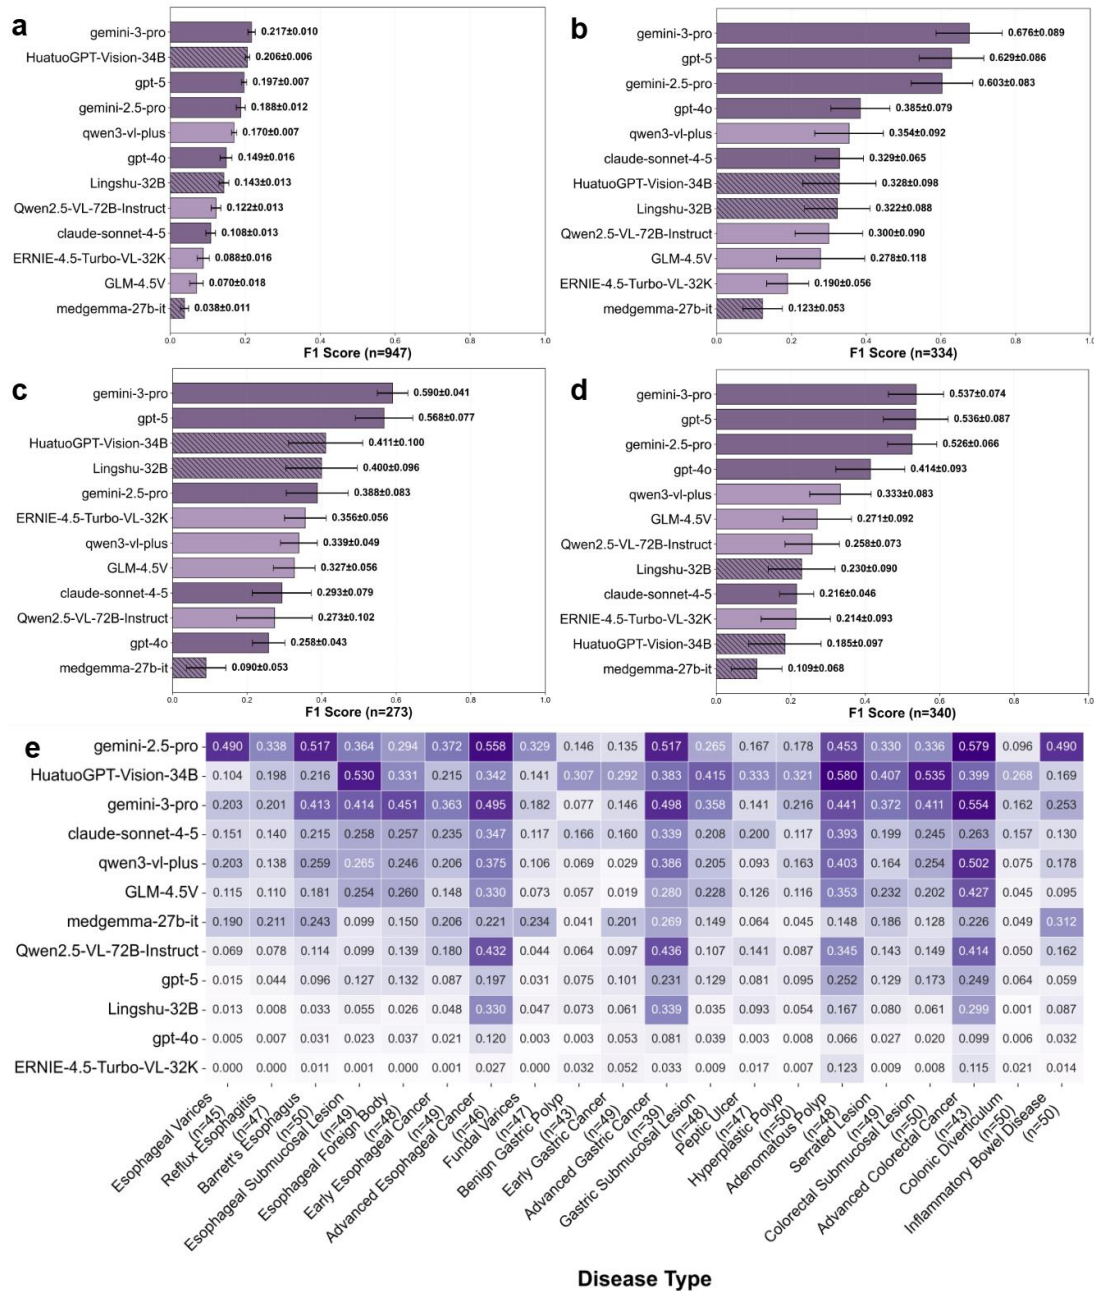 a
gemini-3-pro 0.217±0.010
HuatuoGPT-Vision-34B 0.206±0.006
gpt-5 0.197±0.007
gemini-2.5-pro 0.188±0.012
qwen3-vl-plus 0.170±0.007
gpt-4o 0.149±0.016
Lingshu-32B 0.143±0.013
Qwen2.5-VL-72B-Instruct 0.122±0.013
claude-sonnet-4-5 0.108±0.013
ERNIE-4.5-Turbo-VL-32K 0.088±0.016
GLM-4.5V 0.070±0.018
medgemma-27b-it 0.038±0.011
0.0 0.2 0.4 0.6 0.8 1.0
F1 Score (n=947)
b
gemini-3-pro 0.676±0.089
gpt-5 0.629±0.086
gemini-2.5-pro 0.603±0.083
gpt-4o 0.385±0.079
qwen3-vl-plus 0.354±0.092
claude-sonnet-4-5 0.329±0.065
HuatuoGPT-Vision-34B 0.328±0.098
Lingshu-32B 0.322±0.088
Qwen2.5-VL-72B-Instruct 0.300±0.090
GLM-4.5V 0.278±0.118
ERNIE-4.5-Turbo-VL-32K 0.190±0.056
medgemma-27b-it 0.123±0.053
0.0 0.2 0.4 0.6 0.8 1.0
F1 Score (n=334)
c
gemini-3-pro 0.590±0.041
gpt-5 0.568±0.077
HuatuoGPT-Vision-34B 0.411±0.100
Lingshu-32B 0.400±0.096
gemini-2.5-pro 0.388±0.083
ERNIE-4.5-Turbo-VL-32K 0.356±0.056
qwen3-vl-plus 0.339±0.049
GLM-4.5V 0.327±0.056
claude-sonnet-4-5 0.293±0.079
Qwen2.5-VL-72B-Instruct 0.273±0.102
gpt-4o 0.258±0.043
medgemma-27b-it 0.090±0.053
0.0 0.2 0.4 0.6 0.8 1.0
F1 Score (n=273)
d
gemini-3-pro 0.537±0.074
gpt-5 0.536±0.087
gemini-2.5-pro 0.526±0.066
gpt-4o 0.414±0.093
qwen3-vl-plus 0.333±0.083
GLM-4.5V 0.271±0.092
Qwen2.5-VL-72B-Instruct 0.258±0.073
Lingshu-32B 0.230±0.090
claude-sonnet-4-5 0.216±0.046
ERNIE-4.5-Turbo-VL-32K 0.214±0.093
HuatuoGPT-Vision-34B 0.185±0.097
medgemma-27b-it 0.109±0.068
0.0 0.2 0.4 0.6 0.8 1.0
F1 Score (n=340)
e
gemini-2.5-pro 0.490 0.338 0.517 0.364 0.294 0.372 0.558 0.329 0.146 0.135 0.517 0.265 0.167 0.178 0.453 0.330 0.336 0.579 0.096 0.490
HuatuoGPT-Vision-34B 0.104 0.198 0.216 0.530 0.331 0.215 0.342 0.141 0.307 0.292 0.383 0.415 0.333 0.321 0.580 0.407 0.535 0.399 0.268 0.169
gemini-3-pro 0.203 0.201 0.413 0.414 0.451 0.363 0.495 0.182 0.077 0.146 0.498 0.358 0.141 0.216 0.441 0.372 0.411 0.554 0.162 0.253
claude-sonnet-4-5 0.151 0.140 0.215 0.258 0.257 0.235 0.347 0.117 0.166 0.160 0.339 0.208 0.200 0.117 0.393 0.199 0.245 0.263 0.157 0.130
qwen3-vl-plus 0.203 0.138 0.259 0.265 0.246 0.206 0.375 0.106 0.069 0.029 0.386 0.205 0.093 0.163 0.403 0.164 0.254 0.502 0.075 0.178
GLM-4.5V 0.115 0.110 0.181 0.254 0.260 0.148 0.330 0.073 0.057 0.019 0.280 0.228 0.126 0.116 0.353 0.232 0.202 0.427 0.045 0.095
medgemma-27b-it 0.190 0.211 0.243 0.099 0.150 0.206 0.221 0.234 0.041 0.201 0.269 0.149 0.064 0.045 0.148 0.186 0.128 0.226 0.049 0.312
Qwen2.5-VL-72B-Instruct 0.069 0.078 0.114 0.099 0.139 0.180 0.432 0.044 0.064 0.097 0.436 0.107 0.141 0.087 0.345 0.143 0.149 0.414 0.050 0.162
gpt-5 0.015 0.044 0.096 0.127 0.132 0.087 0.197 0.031 0.075 0.101 0.231 0.129 0.081 0.095 0.252 0.129 0.173 0.249 0.064 0.059
Lingshu-32B 0.013 0.008 0.033 0.055 0.026 0.048 0.330 0.047 0.073 0.061 0.339 0.035 0.093 0.054 0.167 0.080 0.061 0.299 0.001 0.087
gpt-4o 0.005 0.007 0.031 0.023 0.037 0.021 0.120 0.003 0.003 0.053 0.081 0.039 0.003 0.008 0.066 0.027 0.020 0.099 0.006 0.032
ERNIE-4.5-Turbo-VL-32K 0.000 0.000 0.011 0.001 0.000 0.001 0.027 0.000 0.032 0.052 0.033 0.009 0.017 0.007 0.123 0.009 0.008 0.115 0.021 0.014
Esophageal Varices
(n=45)
Reflux Esophagitis
(n=47)
Barrett's Esophagus
(n=50)
Esophageal Submucosal Lesion
(n=49)
Esophageal Foreign Body
(n=48)
Early Esophageal Cancer
(n=49)
Advanced Esophageal Cancer
(n=46)
Fundal Varices
(n=47)
Benign Gastric Polyp
(n=43)
Early Gastric Cancer
(n=49)
Advanced Gastric Cancer
(n=39)
Gastric Submucosal Lesion
(n=48)
Peptic Ulcer
(n=47)
Hyperplastic Polyp
(n=50)
Adenomatous Polyp
(n=48)
Serrated Lesion
(n=49)
Colorectal Submucosal Lesion
(n=50)
Advanced Colorectal Cancer
(n=43)
Colonic Diverticulum
(n=50)
Inflammatory Bowel Disease
(n=50)
Disease Type